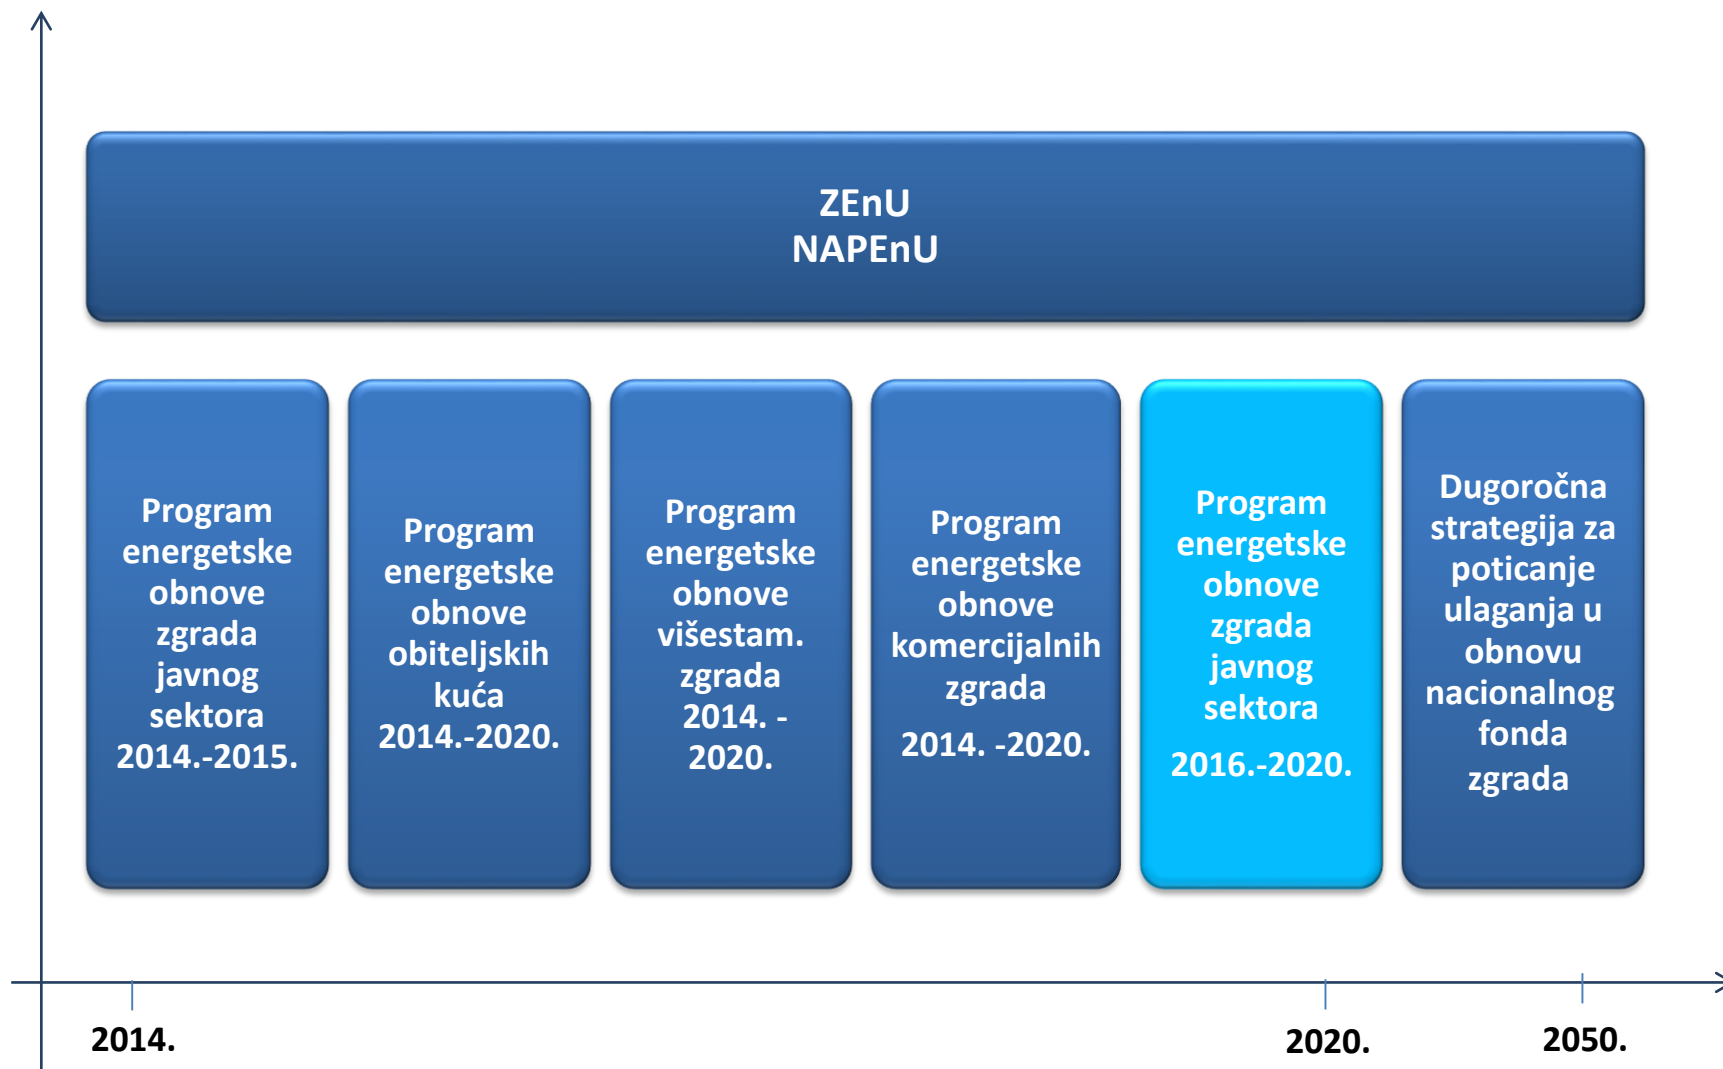 ZEnU
NAPEnU
Program
energetske
obnove
zgrada
javnog
sektora
2014.-2015.
Program
energetske
obnove
obiteljskih
kuća
2014.-2020.
Program
energetske
obnove
višestam.
zgrada
2014. -
2020.
Program
energetske
obnove
komercijalnih
zgrada
2014. -2020.
Program
energetske
obnove
zgrada
javnog
sektora
2016.-2020.
Dugoročna
strategija za
poticanje
ulaganja u
obnovu
nacionalnog
fonda
zgrada
2014.
2020.
2050.